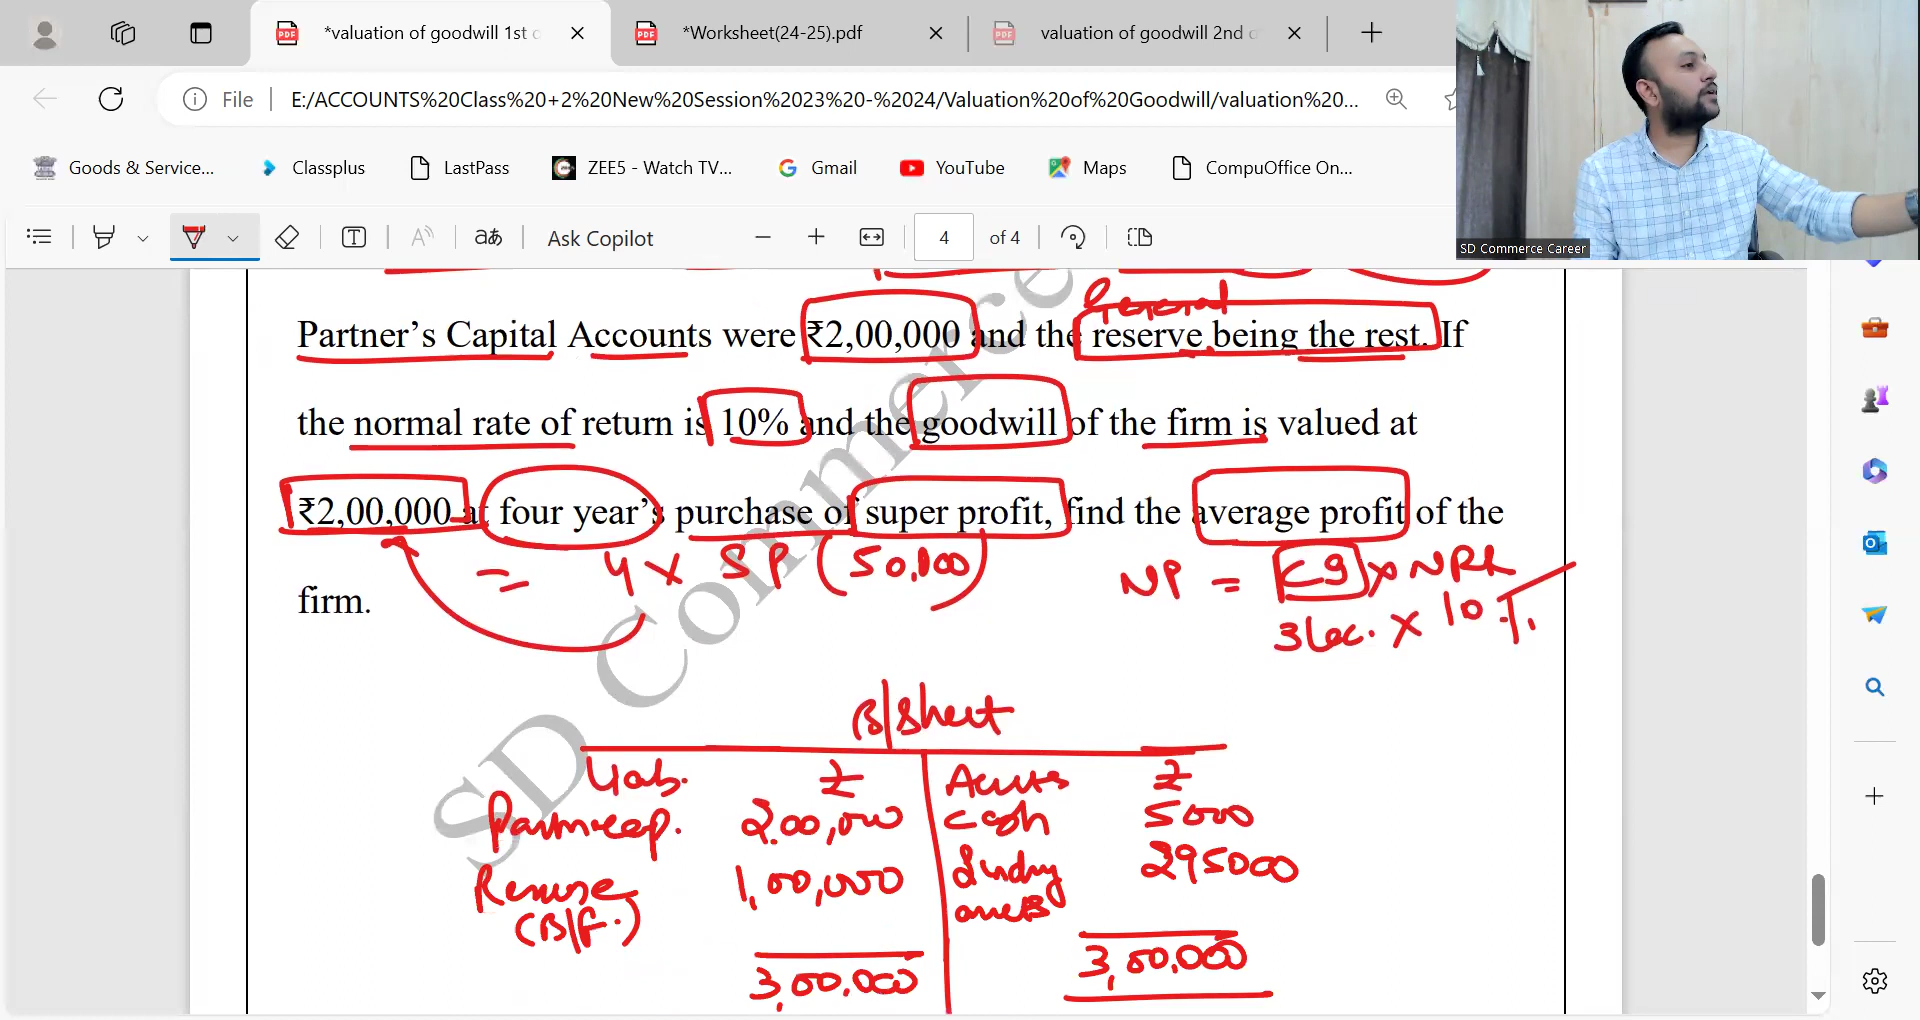 *valuation of goodwill 1st c
*Worksheet(24-25).pdf
valuation of goodwill 2nd o
File
E:/ACCOUNTS%20Class%20+2%20New%20Session%2023%20-%2024/Valuation%20of%20Goodwill/valuation%20...
Goods & Service...
Classplus
LastPass
ZEE5 - Watch TV...
Gmail
YouTube
Maps
CompuOffice On...
SD Commerce Career
aあ
Ask Copilot
4
of 4
General
Partner's Capital Accounts were ₹2,00,000 and the reserve being the rest. If
the normal rate of return is 10% and the goodwill of the firm is valued at
₹2,00,000 at four year's purchase of super profit, find the average profit of the
firm.
= 4 x SP (50,000)
NP = CE x NRR
3 lac. x 10%.
SD Commerce
B/Sheet
Liab. ₹ Assets ₹
Partner cap. 2,00,000 Cash 5000
Reserve 1,00,000 Sundry 295000
(B/F.) assets
3,00,000 3,00,000